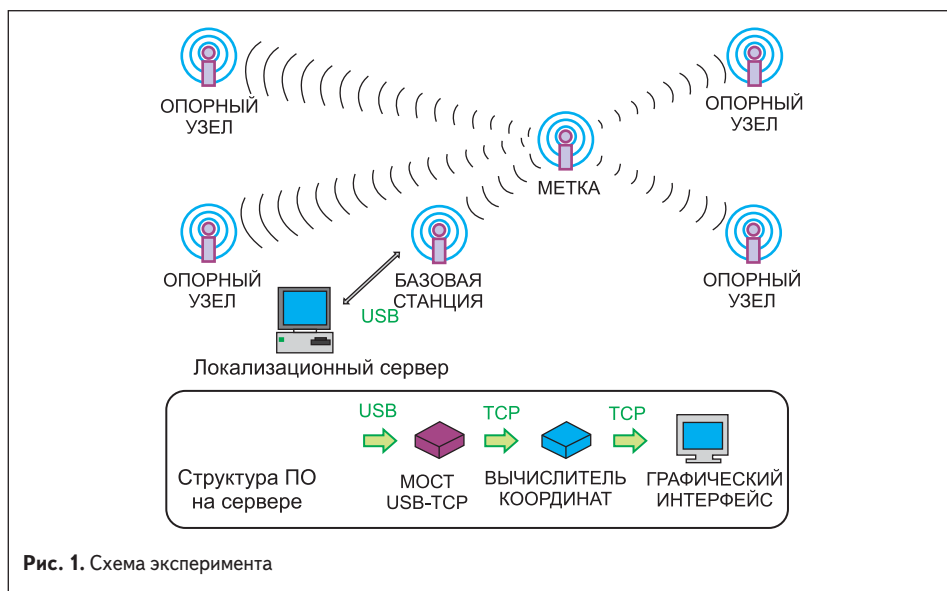 ОПОРНЫЙ
УЗЕЛ
ОПОРНЫЙ
УЗЕЛ
МЕТКА
ОПОРНЫЙ
УЗЕЛ
БАЗОВАЯ
СТАНЦИЯ
ОПОРНЫЙ
УЗЕЛ
USB
Локализационный сервер
USB
TCP
TCP
Структура ПО
на сервере
МОСТ
USB-TCP
ВЫЧИСЛИТЕЛЬ
КООРДИНАТ
ГРАФИЧЕСКИЙ
ИНТЕРФЕЙС
Рис. 1. Схема эксперимента